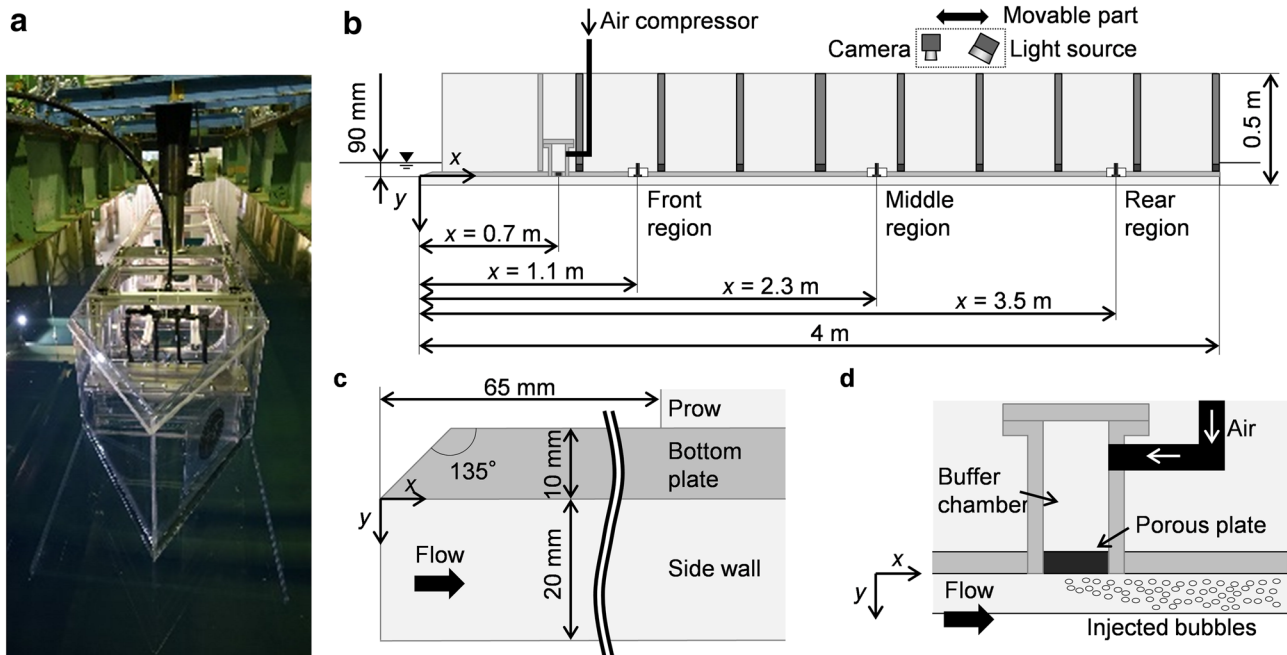 a
b
Air compressor
Movable part
Camera
Light source
90 mm
0.5 m
x
y
Front
region
Middle
region
Rear
region
x = 0.7 m
x = 1.1 m
x = 2.3 m
x = 3.5 m
4 m
c
65 mm
Prow
135°
10 mm
Bottom
plate
x
y
Flow
20 mm
Side wall
d
Air
Buffer
chamber
Porous plate
x
y
Flow
Injected bubbles